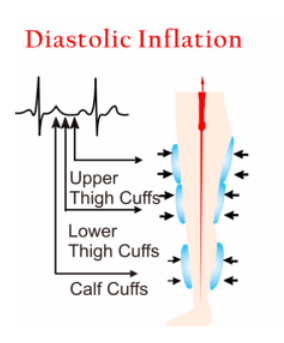 Diastolic Inflation
Upper
Thigh Cuffs
Lower
Thigh Cuffs
Calf Cuffs